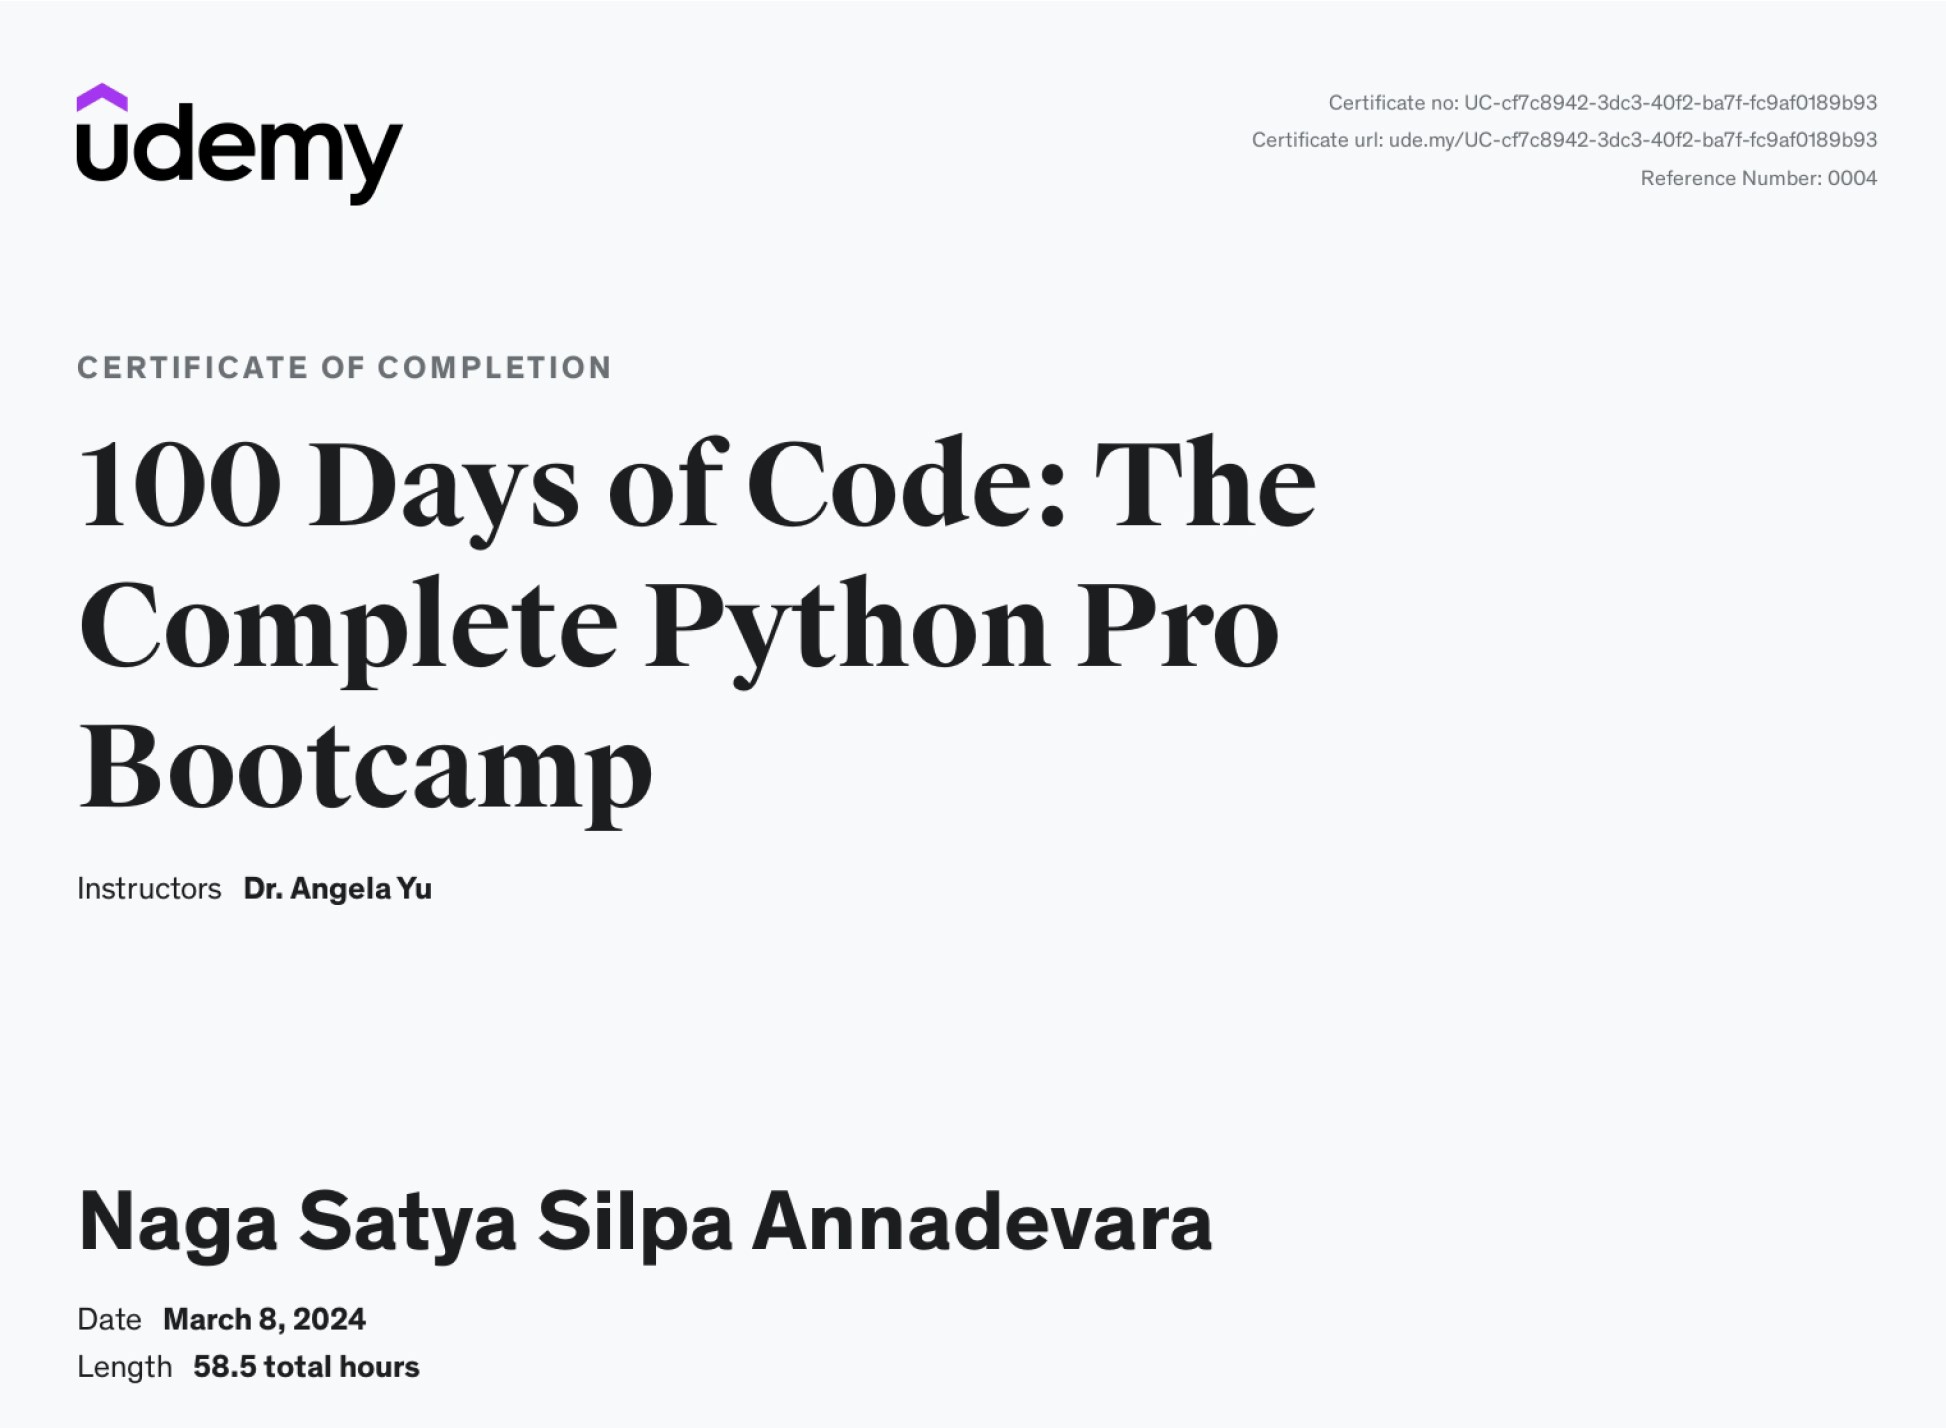 udemy
Certificate no: UC-cf7c8942-3dc3-40f2-ba7f-fc9af0189b93
Certificate url: ude.my/UC-cf7c8942-3dc3-40f2-ba7f-fc9af0189b93
Reference Number: 0004
CERTIFICATE OF COMPLETION
100 Days of Code: The
Complete Python Pro
Bootcamp
Instructors Dr. Angela Yu
Naga Satya Silpa Annadevara
Date March 8, 2024
Length 58.5 total hours